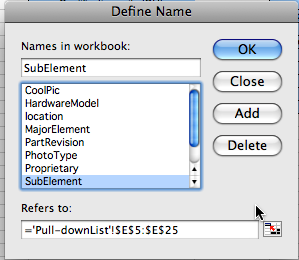 Define Name
Names in workbook:
SubElement
CoolPic
HardwareModel
location
MajorElement
PartRevision
PhotoType
Proprietary
SubElement
OK
Close
Add
Delete
Refers to:
='Pull-downList'!$E$5:$E$25